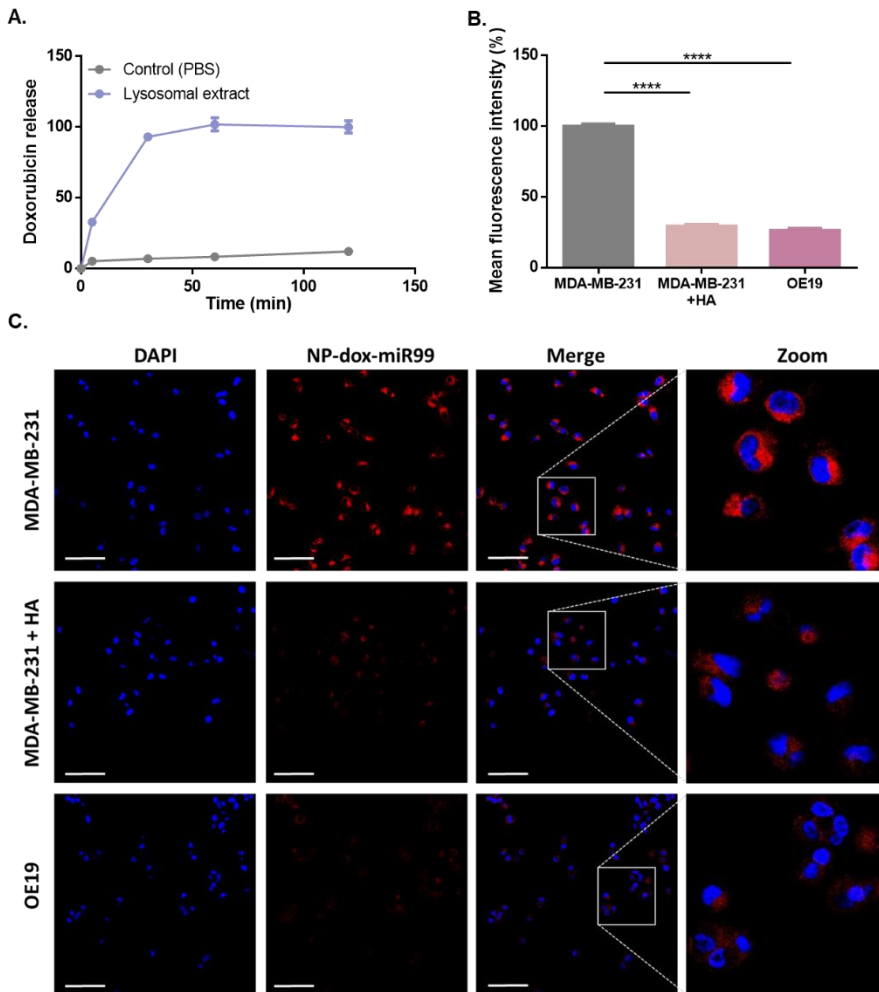 A.
150
100
50
0
Doxorubicin release
Control (PBS)
Lysosomal extract
0
50
100
150
Time (min)
B.
150
100
50
0
Mean fluorescence intensity (%)
****
****
MDA-MB-231
MDA-MB-231
+HA
OE19
C.
DAPI
NP-dox-miR99
Merge
Zoom
MDA-MB-231
MDA-MB-231 + HA
OE19